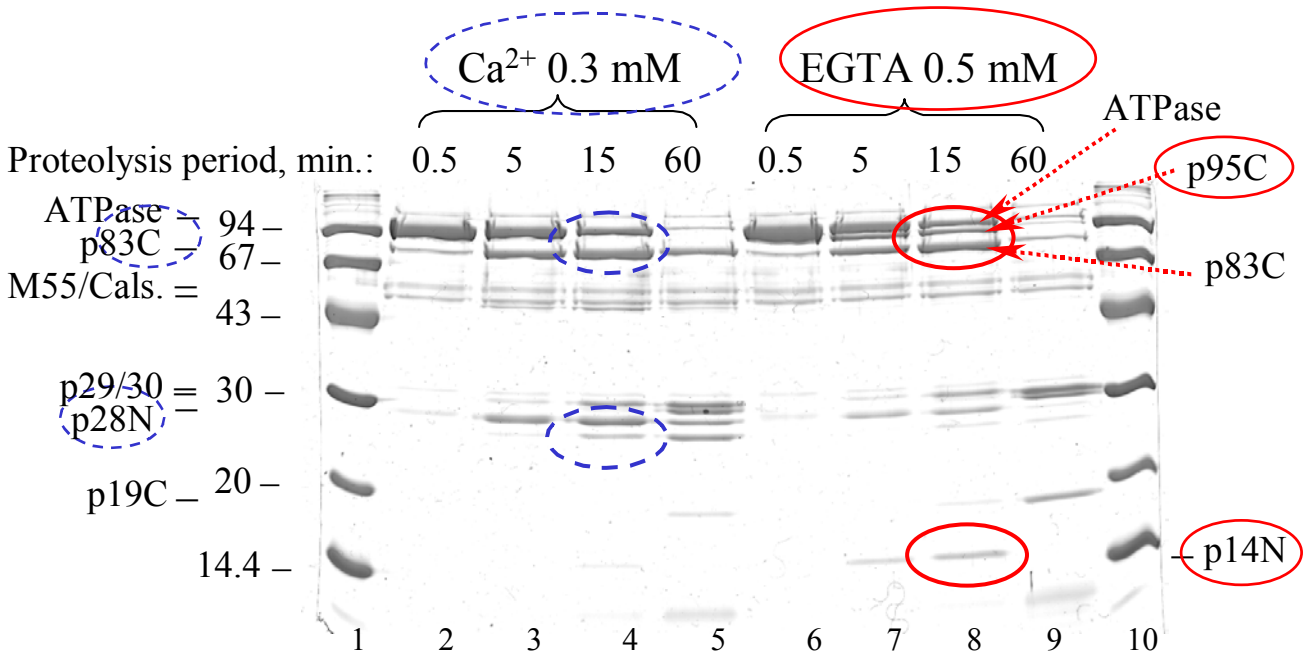 Ca²⁺ 0.3 mM EGTA 0.5 mM
ATPase
Proteolysis period, min.: 0.5 5 15 60 0.5 5 15 60
p95C
ATPase – 94 –
p83C – 67 –
p83C
M55/Cals. = 43 –
p29/30 = 30 –
p28N –
p19C – 20 –
14.4 – – p14N
1 2 3 4 5 6 7 8 9 10